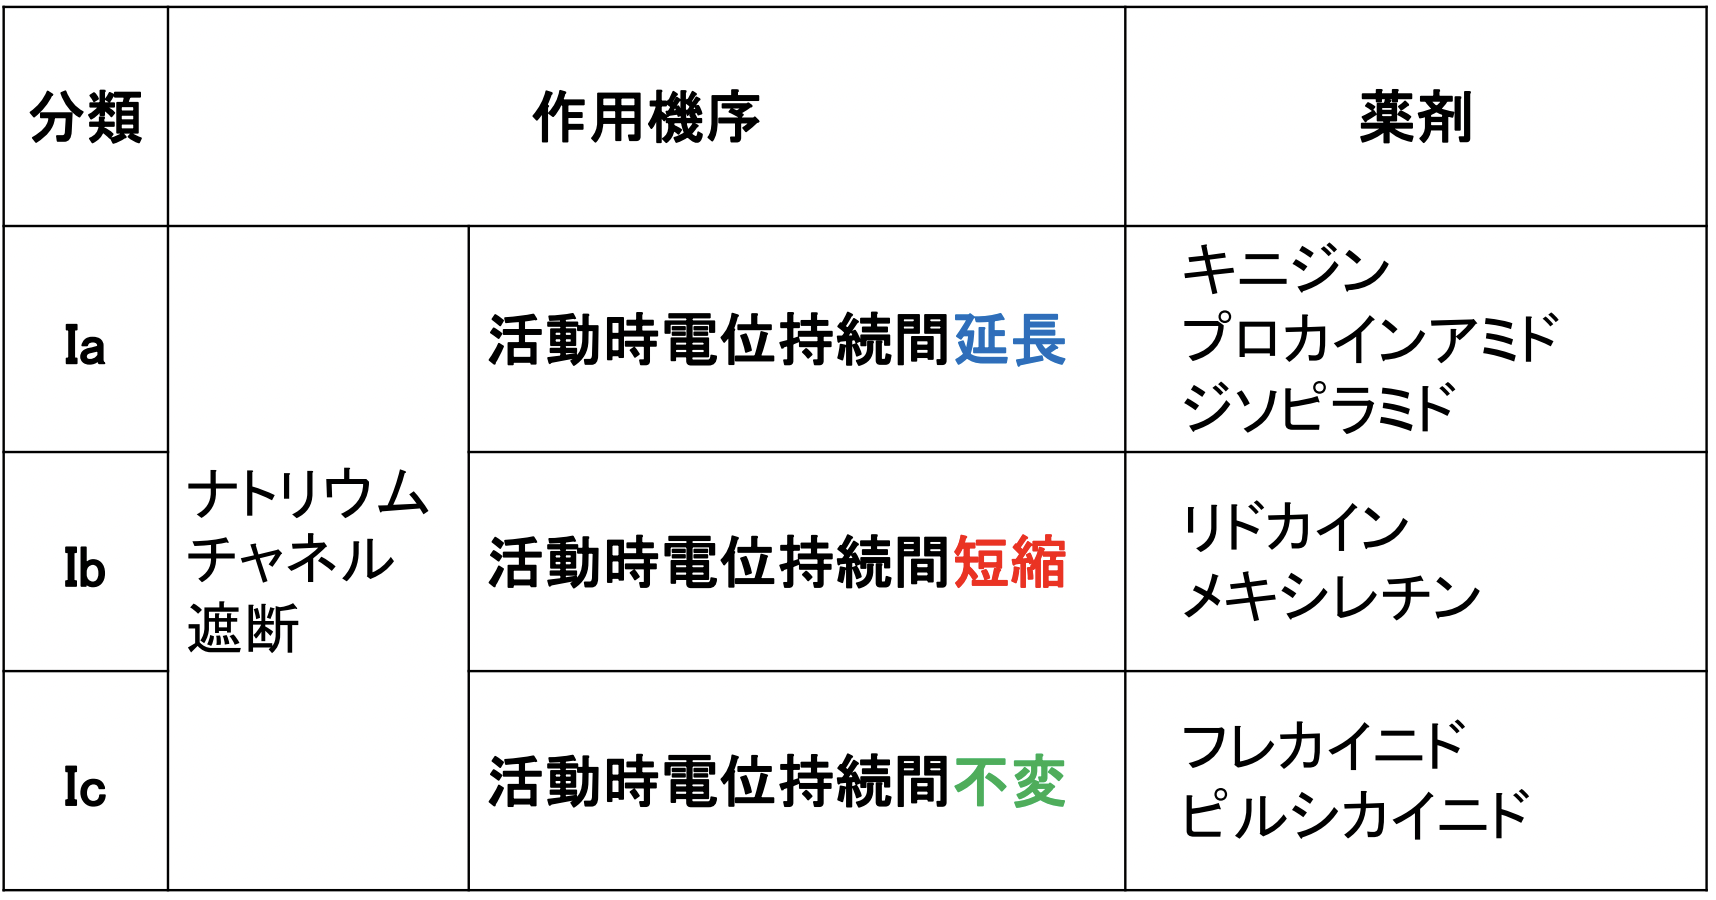 分類
作用機序
薬剤
Ia
ナトリウム
チャネル
遮断
活動時電位持続間延長
キニジン
プロカインアミド
ジソピラミド
Ib
活動時電位持続間短縮
リドカイン
メキシレチン
Ic
活動時電位持続間不変
フレカイニド
ピルシカイニド